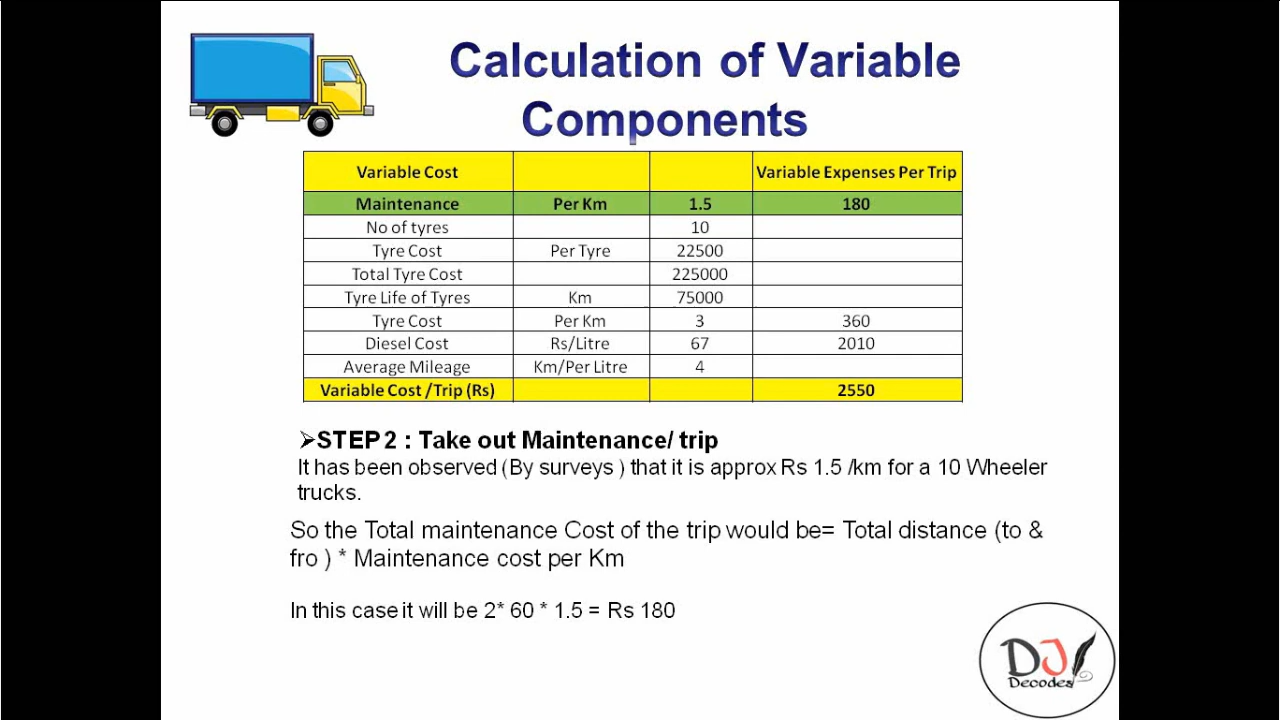 Calculation of Variable
Components
Variable Cost Variable Expenses Per Trip
Maintenance Per Km 1.5 180
No of tyres 10
Tyre Cost Per Tyre 22500
Total Tyre Cost 225000
Tyre Life of Tyres Km 75000
Tyre Cost Per Km 3 360
Diesel Cost Rs/Litre 67 2010
Average Mileage Km/Per Litre 4
Variable Cost /Trip (Rs) 2550
➢STEP 2 : Take out Maintenance/ trip
It has been observed (By surveys ) that it is approx Rs 1.5 /km for a 10 Wheeler
trucks.
So the Total maintenance Cost of the trip would be= Total distance (to &
fro ) * Maintenance cost per Km
In this case it will be 2* 60 * 1.5 = Rs 180
DJ
Decodes